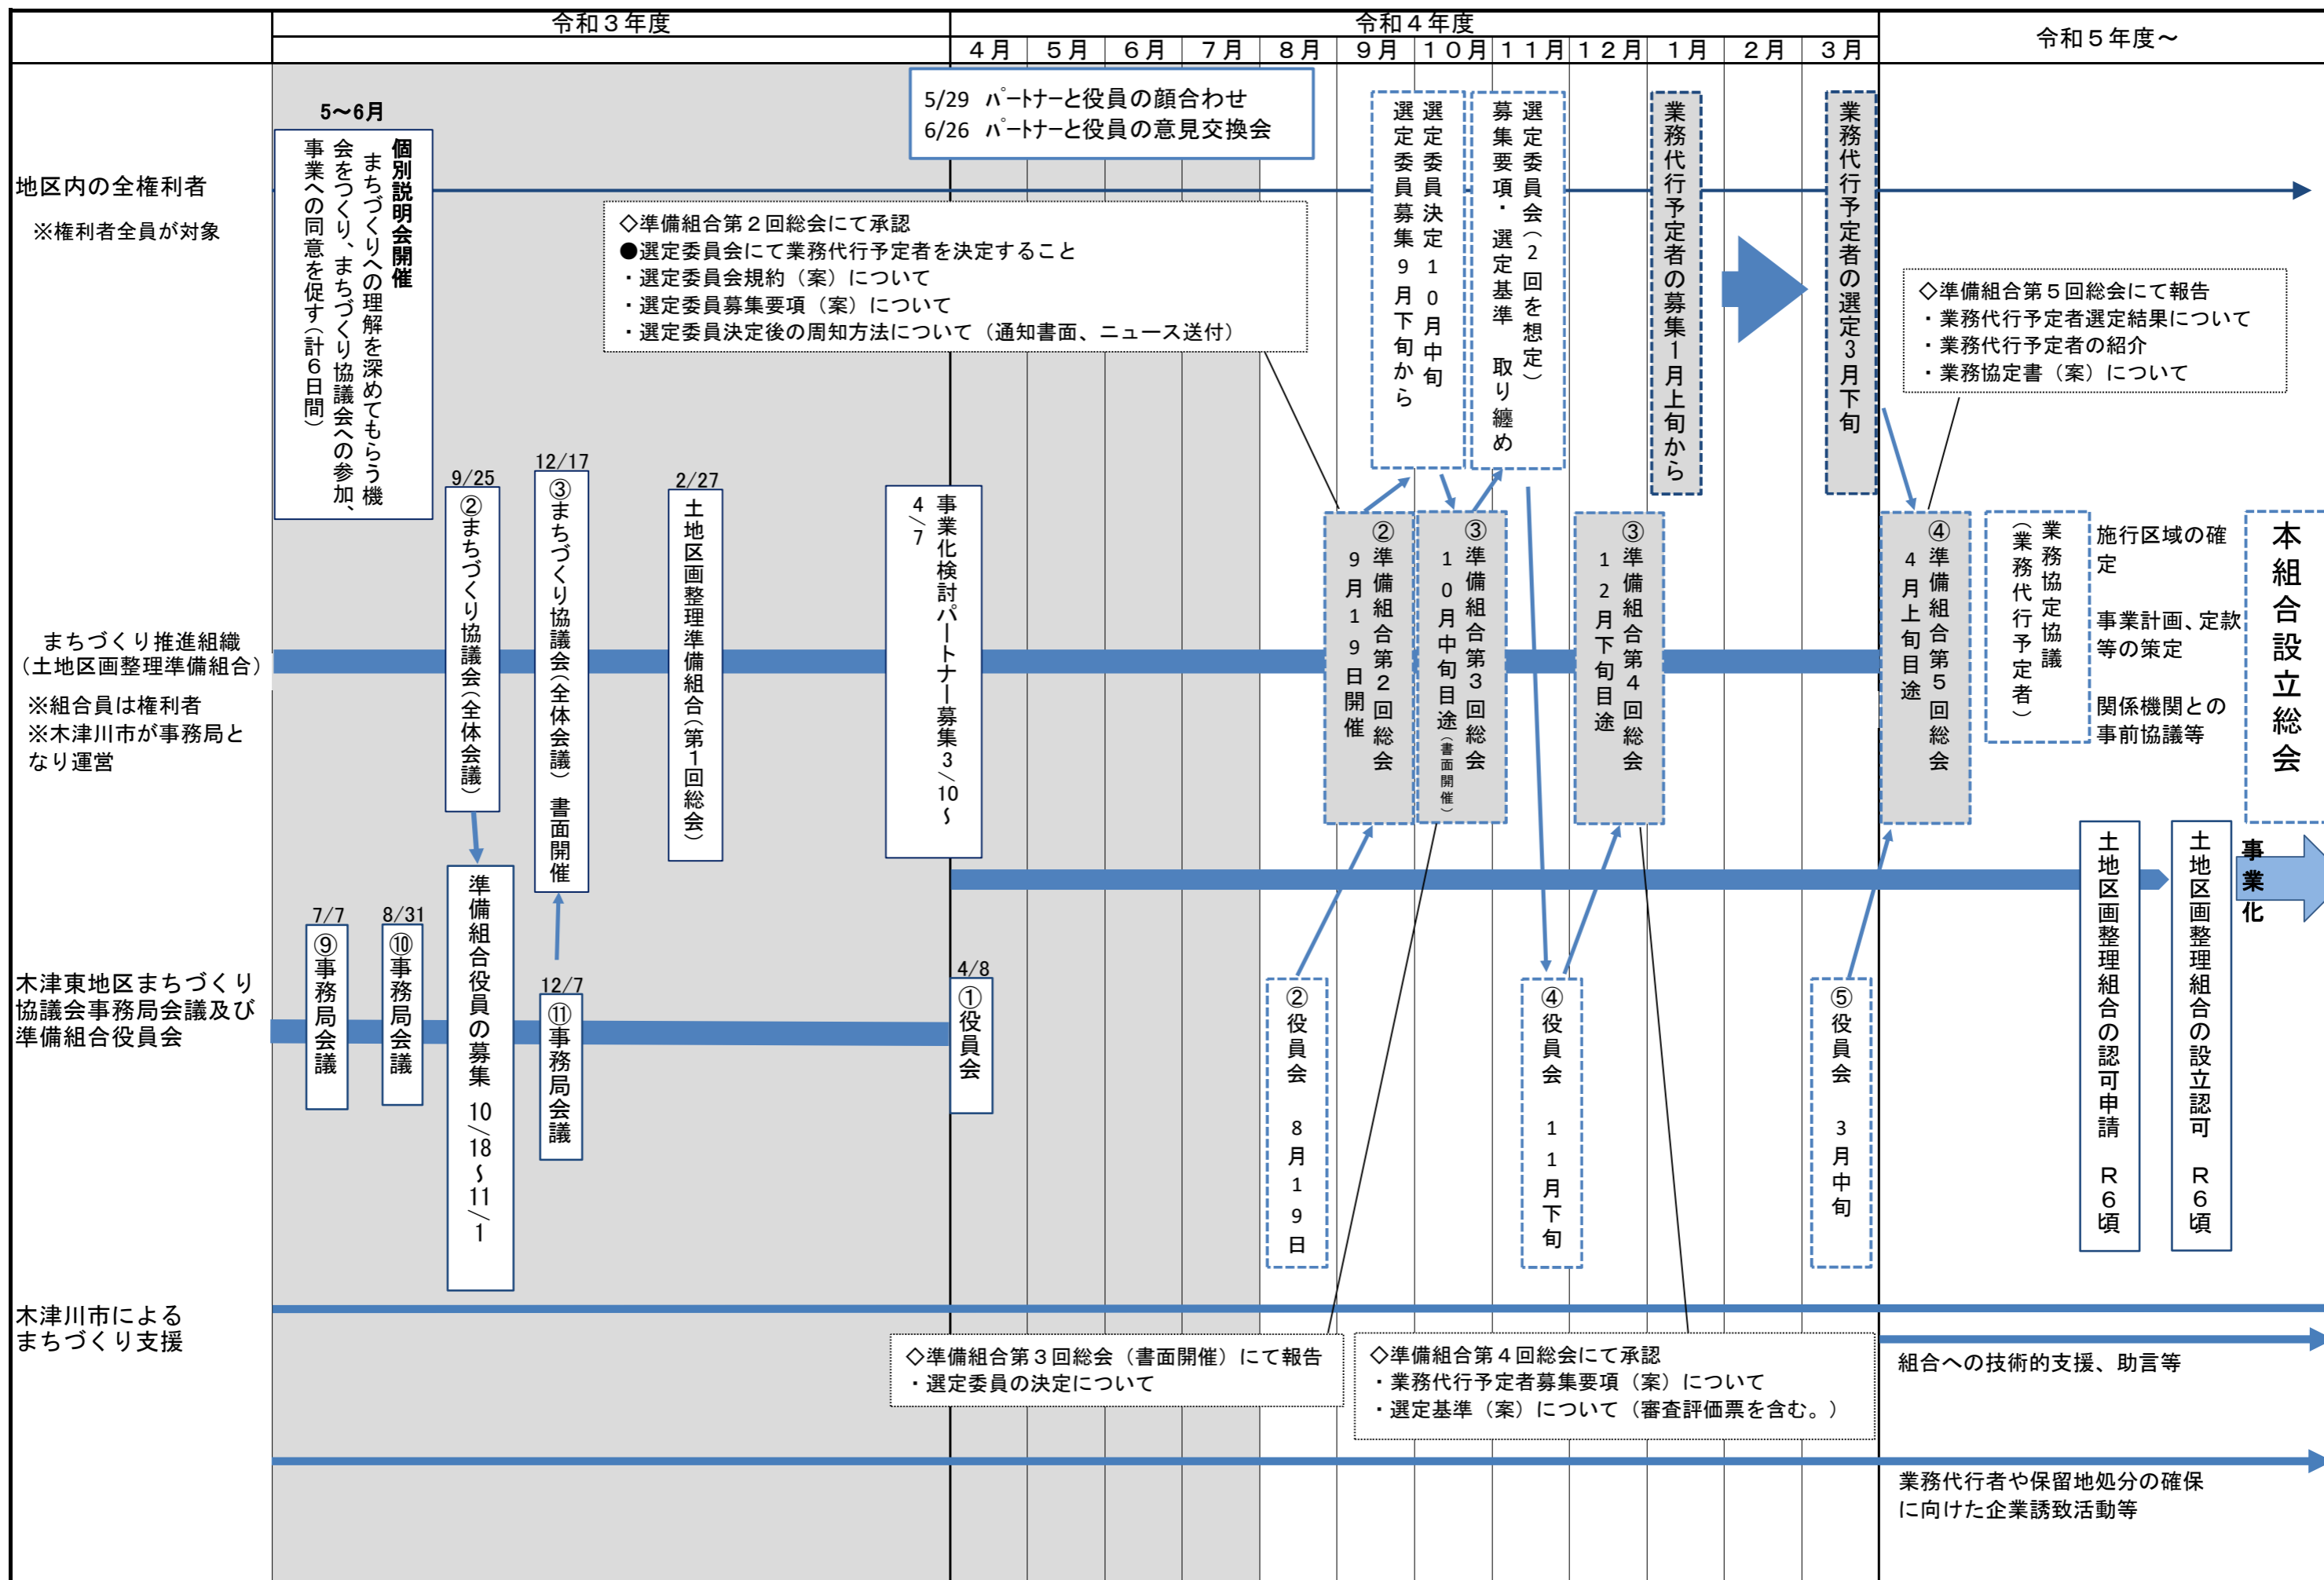 令和３年度
令和４年度
令和５年度～
４月 ５月 ６月 ７月 ８月 ９月 １０月 １１月 １２月 １月 ２月 ３月
地区内の全権利者
※権利者全員が対象
5～6月
個別説明会開催
まちづくりへの理解を深めてもらう機
会をつくり、まちづくり協議会への参加、
事業への同意を促す（計６日間）
5/29 パートナーと役員の顔合わせ
6/26 パートナーと役員の意見交換会
◇準備組合第２回総会にて承認
●選定委員会にて業務代行予定者を決定すること
・選定委員会規約（案）について
・選定委員募集要項（案）について
・選定委員決定後の周知方法について（通知書面、ニュース送付）
選定委員決定 １０月中旬
選定委員募集 ９月下旬から
選定委員会（２回を想定）
募集要項・選定基準 取り纏め
業務代行予定者の募集１月上旬から
業務代行予定者の選定３月下旬
◇準備組合第５回総会にて報告
・業務代行予定者選定結果について
・業務代行予定者の紹介
・業務協定書（案）について
まちづくり推進組織
（土地区画整理準備組合）
※組合員は権利者
※木津川市が事務局と
なり運営
9/25
②まちづくり協議会（全体会議）
12/17
③まちづくり協議会（全体会議） 書面開催
2/27
土地区画整理準備組合（第１回総会）
事業化検討パートナー募集3／10～
4／7
②準備組合第２回総会
９月１９日開催
③準備組合第３回総会
１０月中旬目途（書面開催）
③準備組合第４回総会
１２月下旬目途
④準備組合第５回総会
４月上旬目途
業務協定協議
（業務代行予定者）
施行区域の確
定
事業計画、定款
等の策定
関係機関との
事前協議等
本組合設立総会
木津東地区まちづくり
協議会事務局会議及び
準備組合役員会
7/7
⑨事務局会議
8/31
⑩事務局会議
準備組合役員の募集 10／18～11／1
12/7
⑪事務局会議
4/8
①役員会
②役員会 ８月１９日
④役員会 １１月下旬
⑤役員会 ３月中旬
土地区画整理組合の認可申請 Ｒ６頃
土地区画整理組合の設立認可 Ｒ６頃
事業化
木津川市による
まちづくり支援
◇準備組合第３回総会（書面開催）にて報告
・選定委員の決定について
◇準備組合第４回総会にて承認
・業務代行予定者募集要項（案）について
・選定基準（案）について（審査評価票を含む。）
組合への技術的支援、助言等
業務代行者や保留地処分の確保
に向けた企業誘致活動等